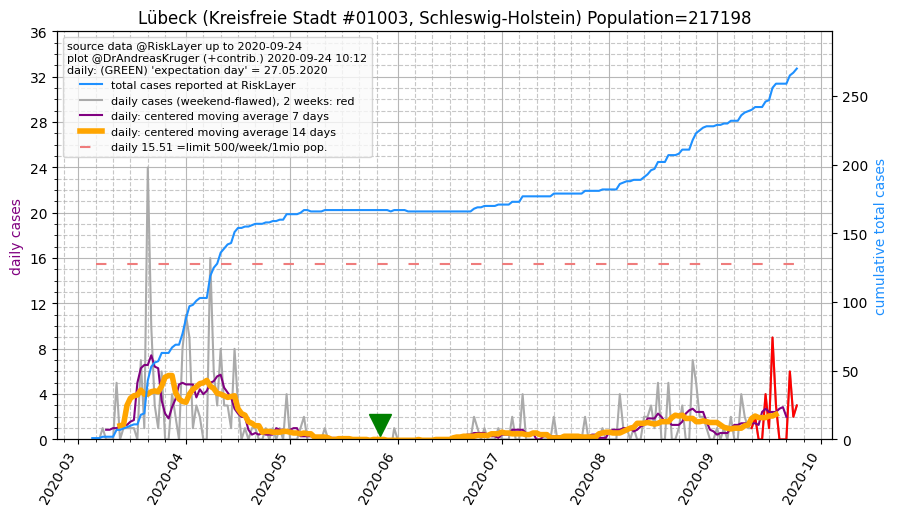 Lübeck (Kreisfreie Stadt #01003, Schleswig-Holstein) Population=217198
source data @RiskLayer up to 2020-09-24
plot @DrAndreasKruger (+contrib.) 2020-09-24 10:12
daily: (GREEN) 'expectation day' = 27.05.2020
total cases reported at RiskLayer
daily cases (weekend-flawed), 2 weeks: red
daily: centered moving average 7 days
daily: centered moving average 14 days
daily 15.51 =limit 500/week/1mio pop.
daily cases
36
32
28
24
20
16
12
8
4
0
cumulative total cases
250
200
150
100
50
0
2020-03
2020-04
2020-05
2020-06
2020-07
2020-08
2020-09
2020-10